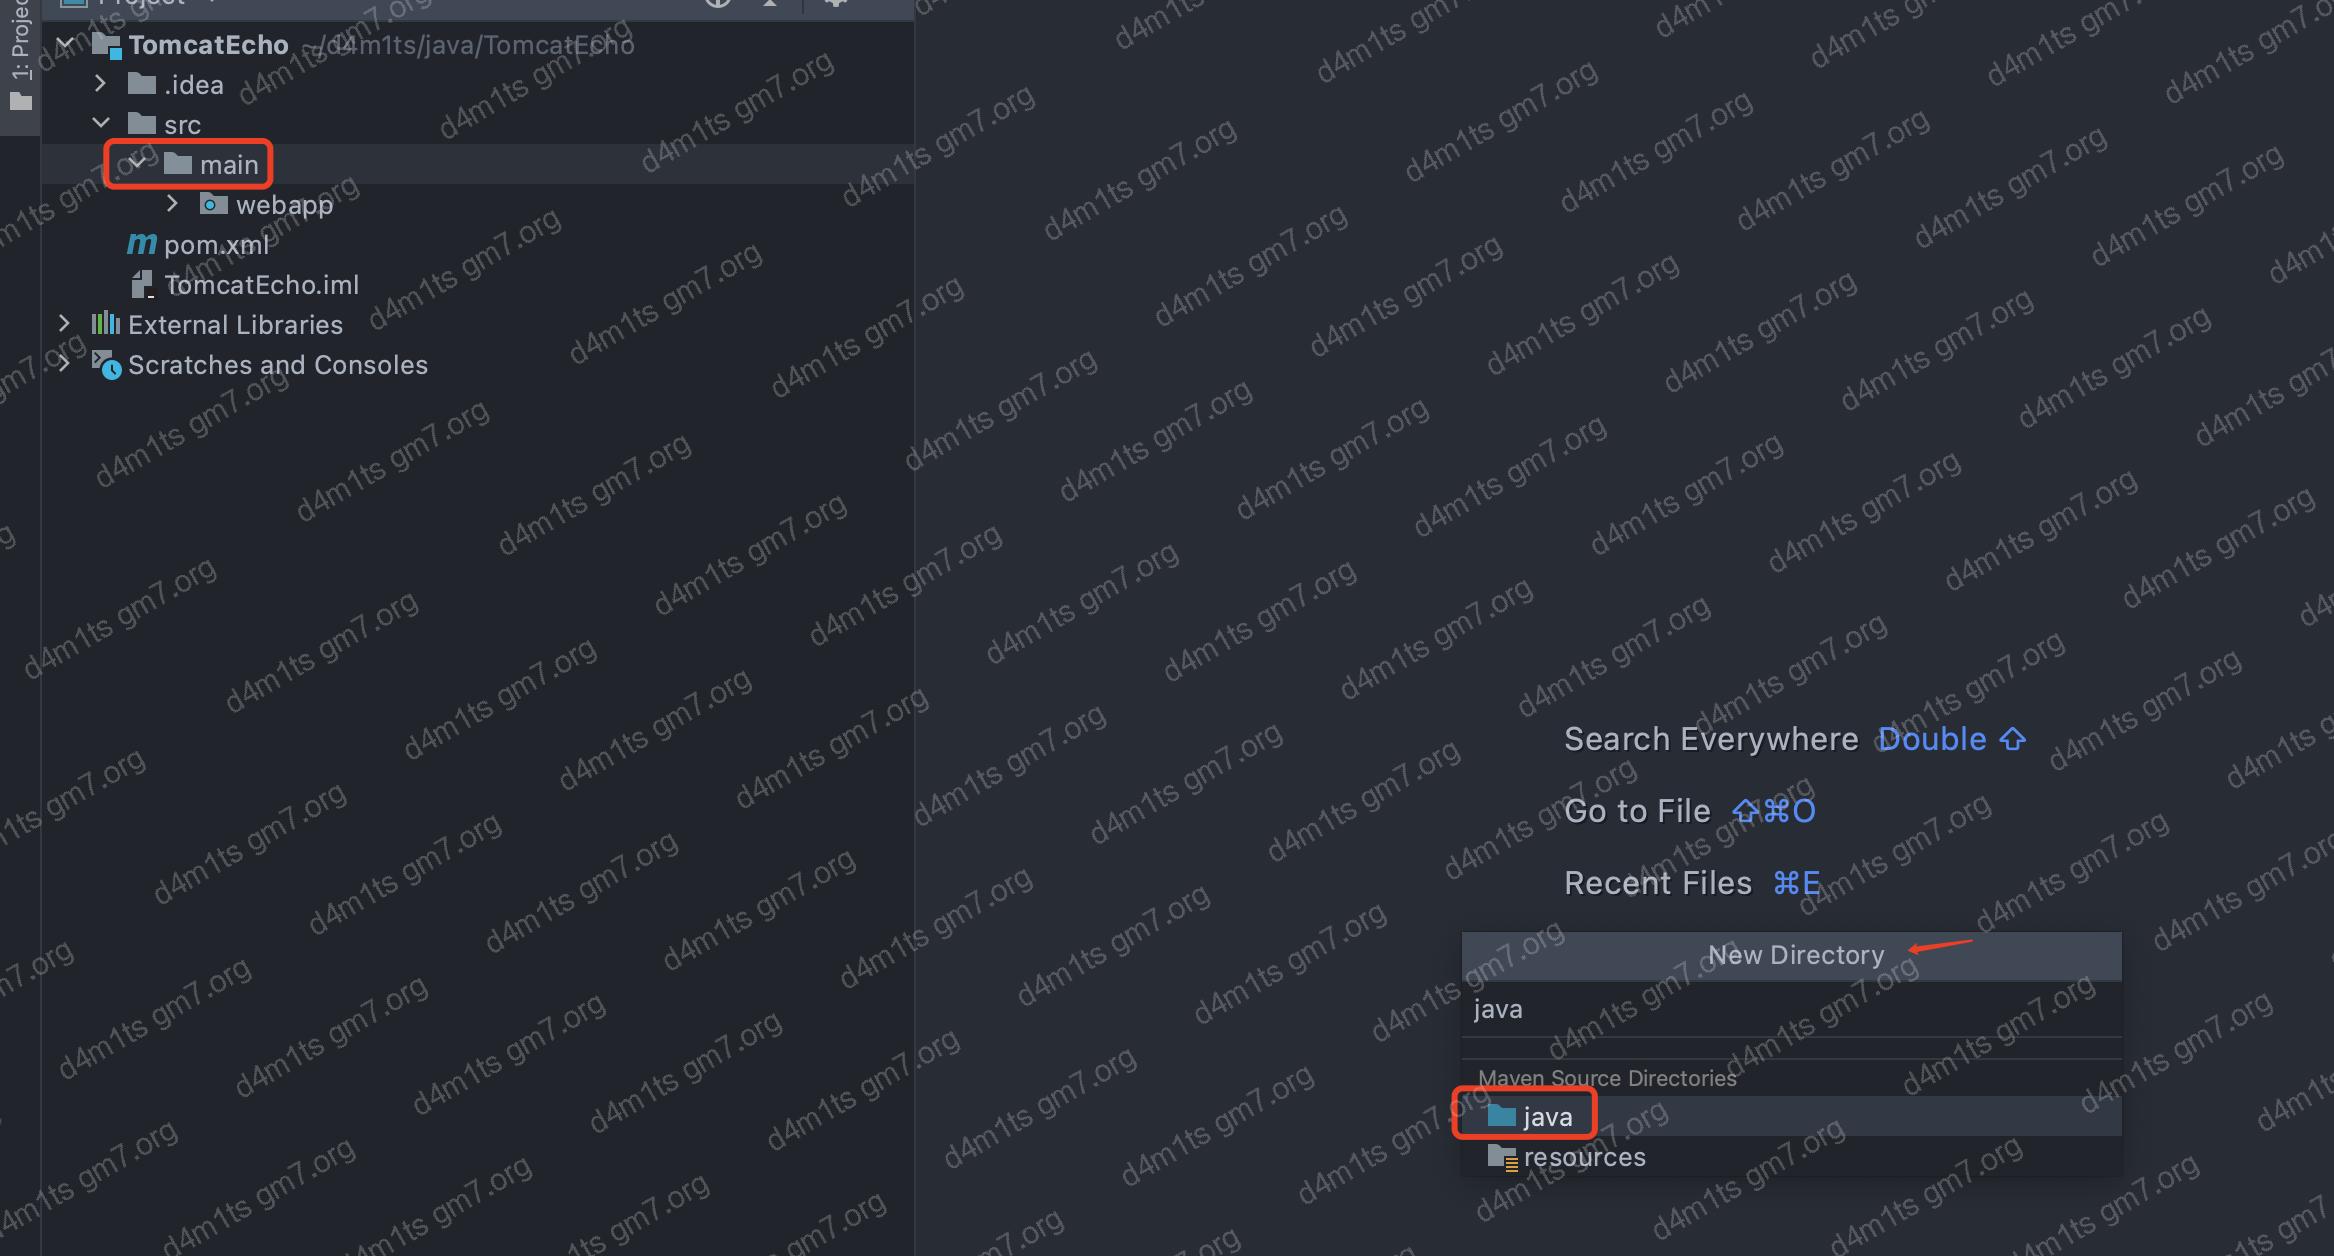 Project
1: Project
TomcatEcho ~/d4m1ts/java/TomcatEcho
.idea
src
main
webapp
pom.xml
TomcatEcho.iml
External Libraries
Scratches and Consoles
Search Everywhere Double ⇧
Go to File ⇧⌘O
Recent Files ⌘E
New Directory
java
Maven Source Directories
java
resources
d4m1ts gm7.org